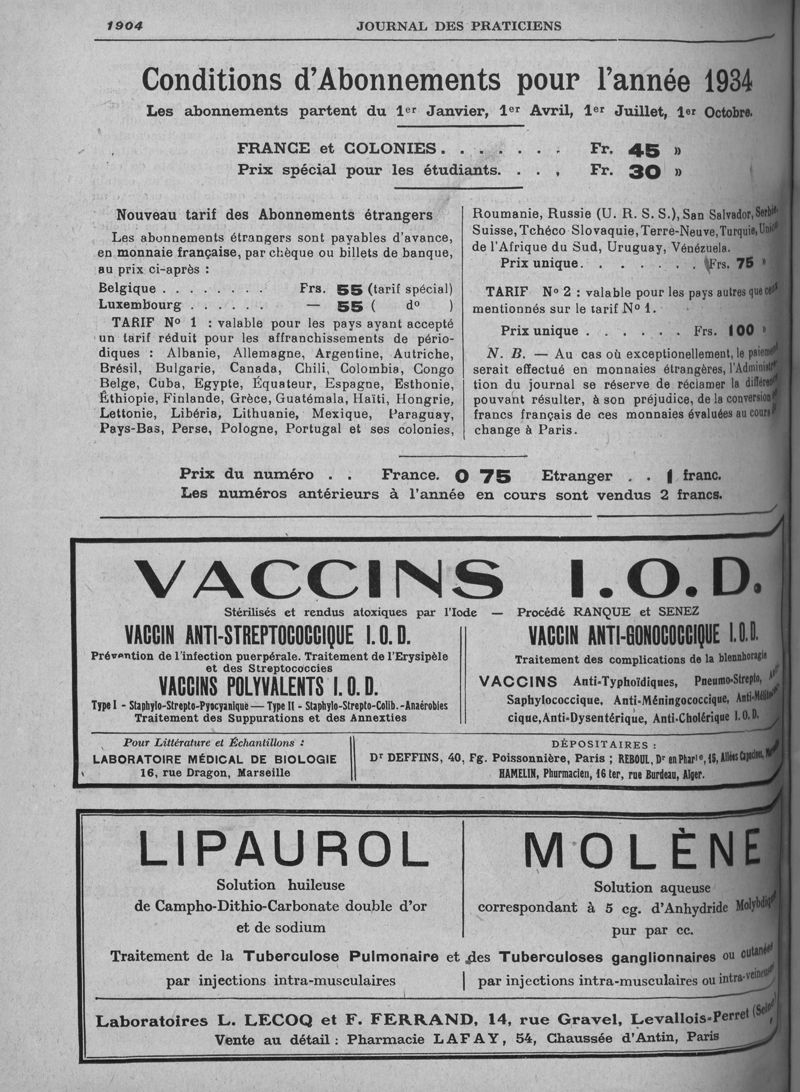 1904
JOURNAL DES PRATICIENS
Conditions d'Abonnements pour l'année 1934
Les abonnements partent du 1er Janvier, 1er Avril, 1er Juillet, 1er Octobre.
FRANCE et COLONIES. . . . . . . Fr. 45 »
Prix spécial pour les étudiants. . . , Fr. 30 »
Nouveau tarif des Abonnements étrangers
Les abonnements étrangers sont payables d'avance,
en monnaie française, par chèque ou billets de banque,
au prix ci-après :
Belgique . . . . . . . . Frs. 55 (tarif spécial)
Luxembourg . . . . . . — 55 ( do )
TARIF No 1 : valable pour les pays ayant accepté
un tarif réduit pour les affranchissements de pério-
diques : Albanie, Allemagne, Argentine, Autriche,
Brésil, Bulgarie, Canada, Chili, Colombia, Congo
Belge, Cuba, Egypte, Équateur, Espagne, Esthonie,
Éthiopie, Finlande, Grèce, Guatémala, Haïti, Hongrie,
Lettonie, Libéria, Lithuanie, Mexique, Paraguay,
Pays-Bas, Perse, Pologne, Portugal et ses colonies,
Roumanie, Russie (U. R. S. S.), San Salvador, Serbie,
Suisse, Tchéco Slovaquie, Terre-Neuve, Turquie, Union
de l'Afrique du Sud, Uruguay, Vénézuela.
Prix unique. . . . . . . Frs. 75 »
TARIF No 2 : valable pour les pays autres que ceux
mentionnés sur le tarif No 1.
Prix unique . . . . . . Frs. 100 »
N. B. — Au cas où exceptionellement, le paiement
serait effectué en monnaies étrangères, l'Administra
tion du journal se réserve de réclamer la différence
pouvant résulter, à son préjudice, de la conversion
francs français de ces monnaies évaluées au cours
change à Paris.
Prix du numéro . . France. 0 75 Etranger . . 1 franc.
Les numéros antérieurs à l'année en cours sont vendus 2 francs.
VACCINS I.O.D.
Stérilisés et rendus atoxiques par l'Iode — Procédé RANQUE et SENEZ
VACCIN ANTI-STREPTOCOCCIQUE I.O.D.
Prévention de l'infection puerpérale. Traitement de l'Erysipèle
et des Streptococcies
VACCINS POLYVALENTS I.O.D.
Type I - Staphylo-Strepto-Pyocyanique — Type II - Staphylo-Strepto-Colib.-Anaérobies
Traitement des Suppurations et des Annexties
VACCIN ANTI-GONOCOCCIQUE I.O.D.
Traitement des complications de la blennhoragie
VACCINS Anti-Typhoïdiques, Pneumo-Strepto,
Saphylococcique, Anti-Méningococcique, Anti-Mélito
cique, Anti-Dysentérique, Anti-Cholérique I.O.D.
Pour Littérature et Échantillons :
LABORATOIRE MÉDICAL DE BIOLOGIE
16, rue Dragon, Marseille
DÉPOSITAIRES :
Dr DEFFINS, 40, Fg. Poissonnière, Paris ; REBOUL, Dr en Pharie, 15, Allées Capucines,
HAMELIN, Phurmacien, 16 ter, rue Burdeau, Alger.
LIPAUROL
Solution huileuse
de Campho-Dithio-Carbonate double d'or
et de sodium
MOLÈNE
Solution aqueuse
correspondant à 5 cg. d'Anhydride Molybdique
pur par cc.
Traitement de la Tuberculose Pulmonaire et des Tuberculoses ganglionnaires ou cutanées
par injections intra-musculaires
par injections intra-musculaires ou intra-veineuses
Laboratoires L. LECOQ et F. FERRAND, 14, rue Gravel, Levallois-Perret (Seine)
Vente au détail : Pharmacie LAFAY, 54, Chaussée d'Antin, Paris